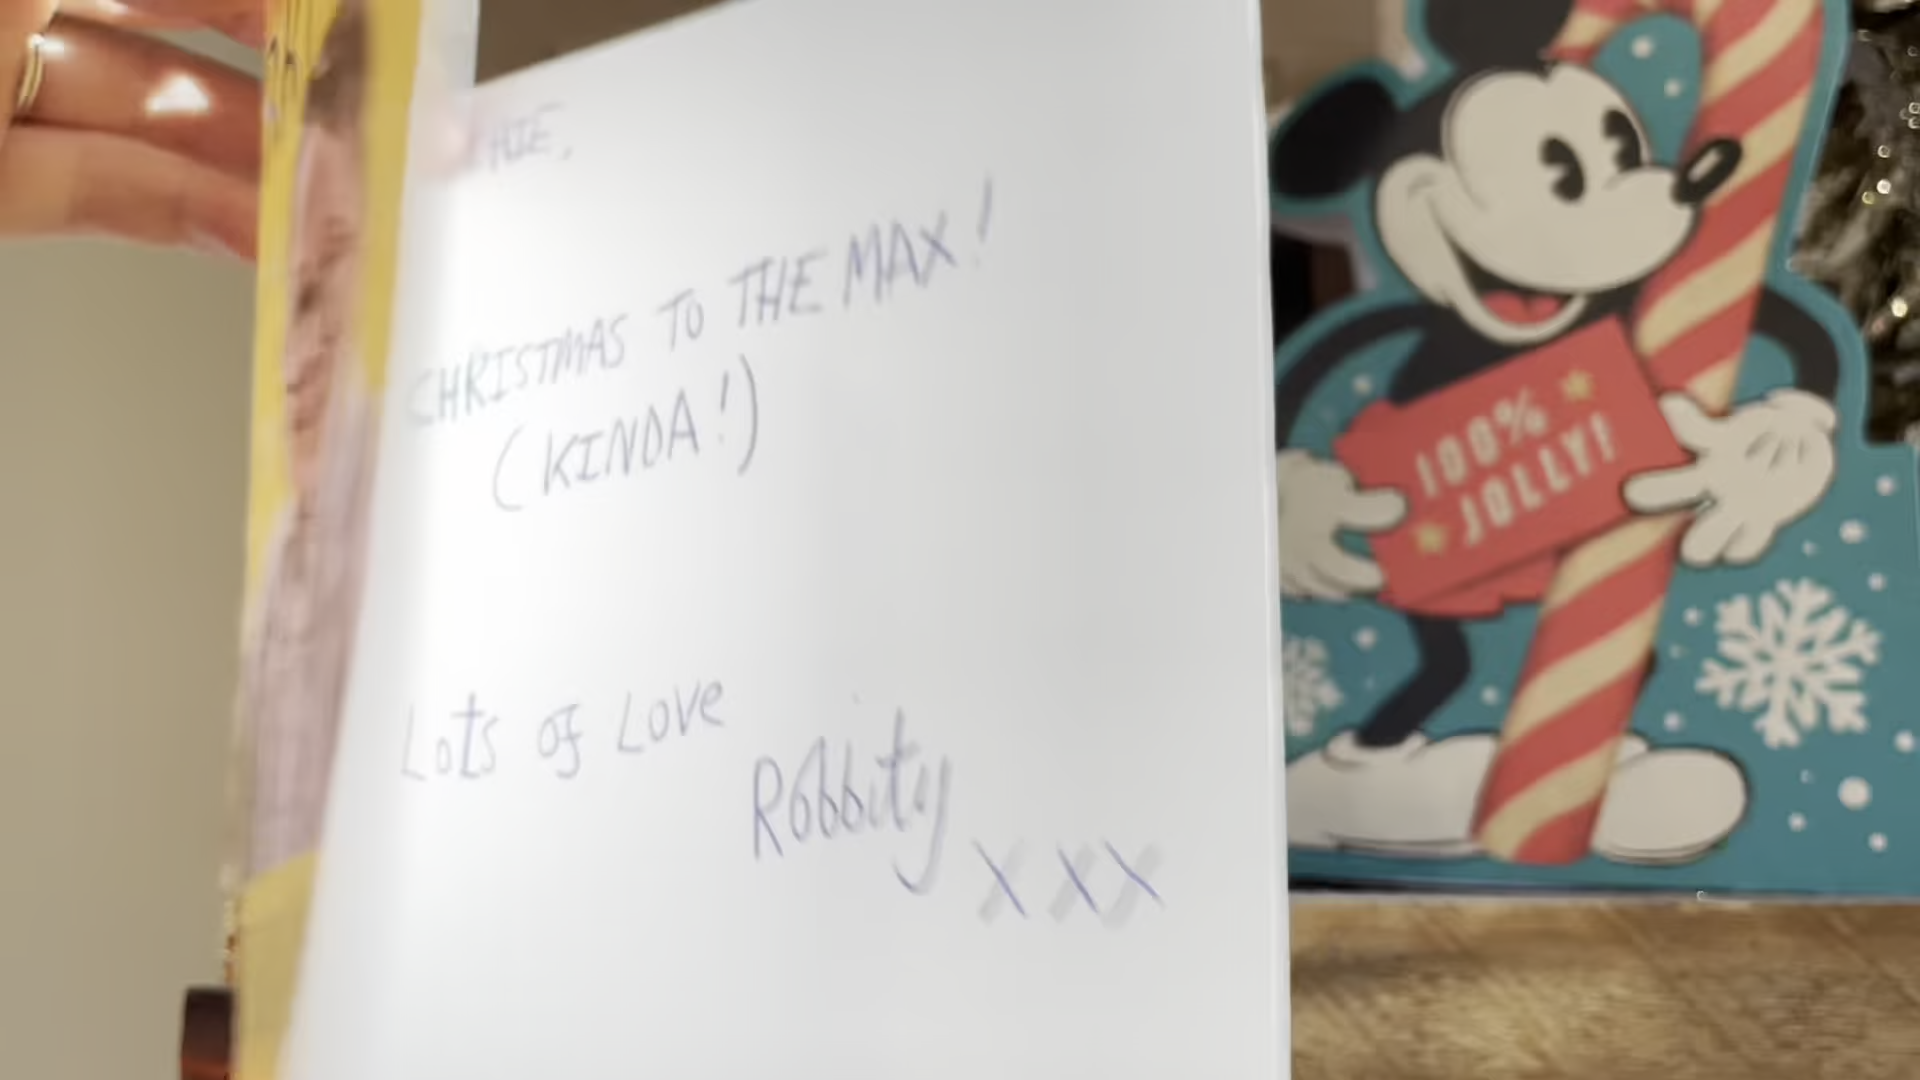 CHRISTMAS TO THE MAX!
(KINDA!)
Lots of Love
Robbity
xxx
100%
JOLLY!